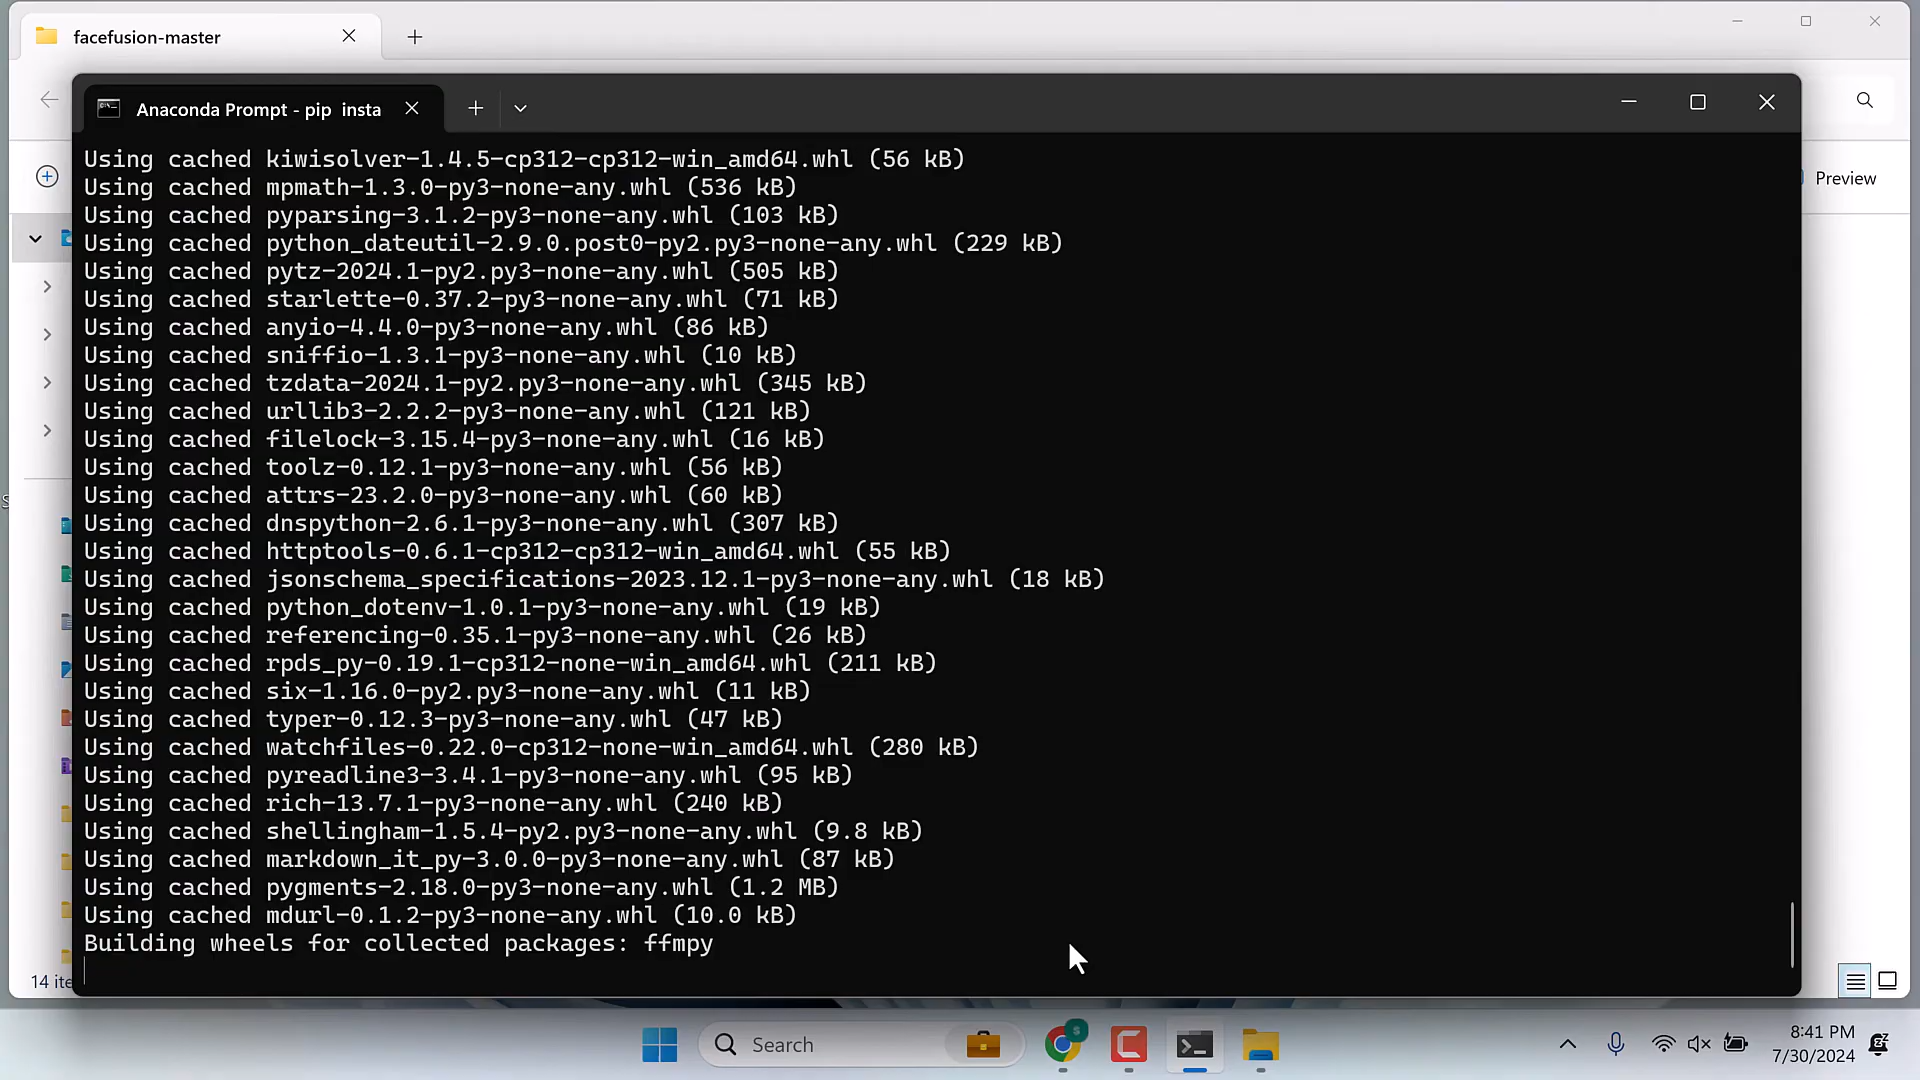 facefusion-master
Anaconda Prompt - pip insta
Preview
Using cached kiwisolver-1.4.5-cp312-cp312-win_amd64.whl (56 kB)
Using cached mpmath-1.3.0-py3-none-any.whl (536 kB)
Using cached pyparsing-3.1.2-py3-none-any.whl (103 kB)
Using cached python_dateutil-2.9.0.post0-py2.py3-none-any.whl (229 kB)
Using cached pytz-2024.1-py2.py3-none-any.whl (505 kB)
Using cached starlette-0.37.2-py3-none-any.whl (71 kB)
Using cached anyio-4.4.0-py3-none-any.whl (86 kB)
Using cached sniffio-1.3.1-py3-none-any.whl (10 kB)
Using cached tzdata-2024.1-py2.py3-none-any.whl (345 kB)
Using cached urllib3-2.2.2-py3-none-any.whl (121 kB)
Using cached filelock-3.15.4-py3-none-any.whl (16 kB)
Using cached toolz-0.12.1-py3-none-any.whl (56 kB)
Using cached attrs-23.2.0-py3-none-any.whl (60 kB)
Using cached dnspython-2.6.1-py3-none-any.whl (307 kB)
Using cached httptools-0.6.1-cp312-cp312-win_amd64.whl (55 kB)
Using cached jsonschema_specifications-2023.12.1-py3-none-any.whl (18 kB)
Using cached python_dotenv-1.0.1-py3-none-any.whl (19 kB)
Using cached referencing-0.35.1-py3-none-any.whl (26 kB)
Using cached rpds_py-0.19.1-cp312-none-win_amd64.whl (211 kB)
Using cached six-1.16.0-py2.py3-none-any.whl (11 kB)
Using cached typer-0.12.3-py3-none-any.whl (47 kB)
Using cached watchfiles-0.22.0-cp312-none-win_amd64.whl (280 kB)
Using cached pyreadline3-3.4.1-py3-none-any.whl (95 kB)
Using cached rich-13.7.1-py3-none-any.whl (240 kB)
Using cached shellingham-1.5.4-py2.py3-none-any.whl (9.8 kB)
Using cached markdown_it_py-3.0.0-py3-none-any.whl (87 kB)
Using cached pygments-2.18.0-py3-none-any.whl (1.2 MB)
Using cached mdurl-0.1.2-py3-none-any.whl (10.0 kB)
Building wheels for collected packages: ffmpy
14 ite
Search
8:41 PM
7/30/2024